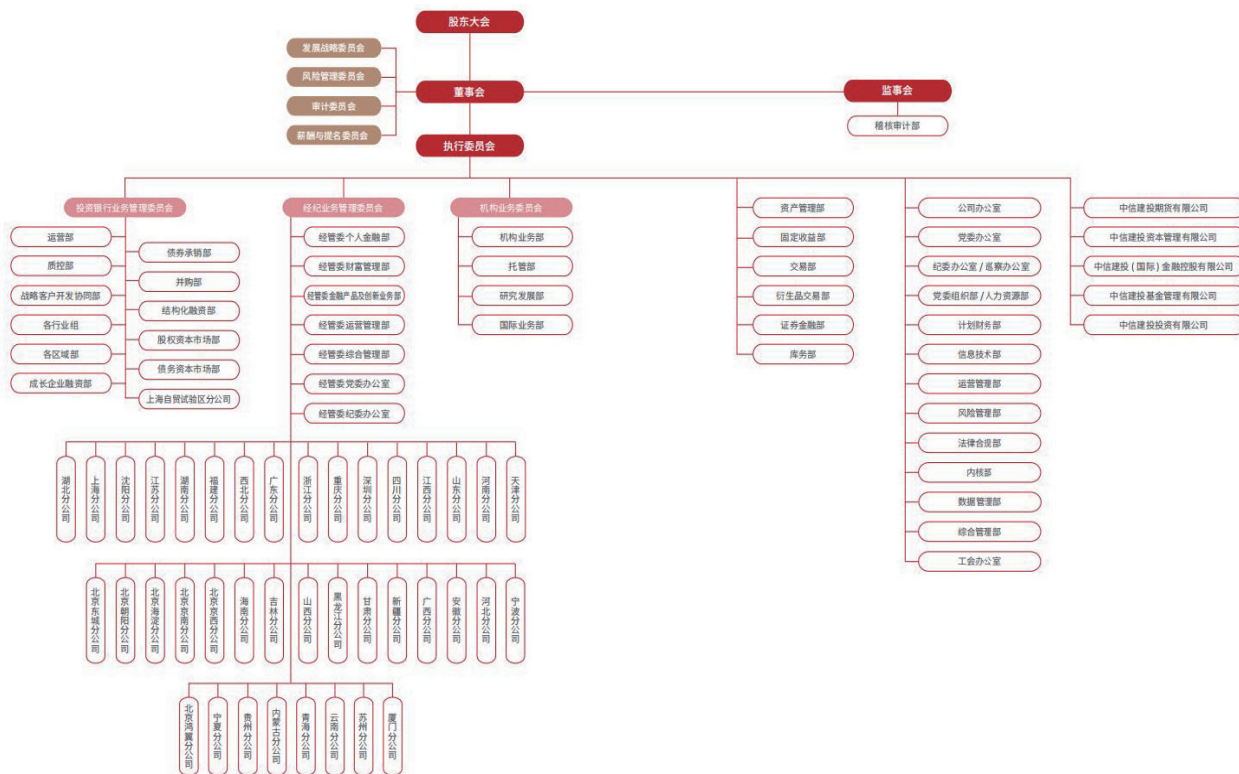 股东大会
发展战略委员会
风险管理委员会
审计委员会
薪酬与提名委员会
董事会
监事会
稽核审计部
执行委员会
投资银行业务管理委员会
运营部
质控部
战略客户开发协同部
各行业组
各区域部
成长企业融资部
债券承销部
并购部
结构化融资部
股权资本市场部
债务资本市场部
上海自贸试验区分公司
经纪业务管理委员会
经管委个人金融部
经管委财富管理部
经管委金融产品及创新业务部
经管委运营管理部
经管委综合管理部
经管委党委办公室
经管委纪委办公室
机构业务委员会
机构业务部
托管部
研究发展部
国际业务部
资产管理部
固定收益部
交易部
衍生品交易部
证券金融部
库务部
公司办公室
党委办公室
纪委办公室 / 巡察办公室
党委组织部 / 人力资源部
计划财务部
信息技术部
运营管理部
风险管理部
法律合规部
内核部
数据管理部
综合管理部
工会办公室
中信建投期货有限公司
中信建投资本管理有限公司
中信建投 ( 国际 ) 金融控股有限公司
中信建投基金管理有限公司
中信建投投资有限公司
湖北分公司
上海分公司
沈阳分公司
江苏分公司
湖南分公司
福建分公司
西北分公司
广东分公司
浙江分公司
重庆分公司
深圳分公司
四川分公司
江西分公司
山东分公司
河南分公司
天津分公司
北京东城分公司
北京朝阳分公司
北京海淀分公司
北京京南分公司
北京京西分公司
海南分公司
吉林分公司
山西分公司
黑龙江分公司
甘肃分公司
新疆分公司
广西分公司
安徽分公司
河北分公司
宁波分公司
北京鸿翼分公司
宁夏分公司
贵州分公司
内蒙古分公司
青海分公司
云南分公司
苏州分公司
厦门分公司